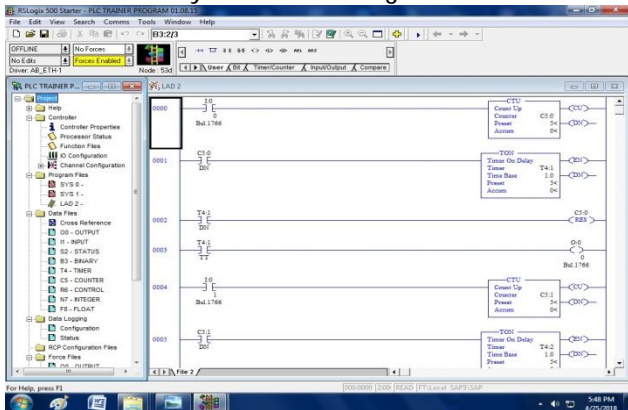 RSLogix 500 Starter - PLC TRAINER PROGRAM 01.08.15
File Edit View Search Comms Tools Window Help
B3:2/3
OFFLINE No Forces
No Edits Forces Enabled
Driver: AB_ETH-1 Node: 53d
User Bit Timer/Counter Input/Output Compare
PLC TRAINER P...
LAD 2
Project
Help
Controller
Controller Properties
Processor Status
Function Files
IO Configuration
Channel Configuration
Program Files
SYS 0 -
SYS 1 -
LAD 2 -
Data Files
Cross Reference
O0 - OUTPUT
I1 - INPUT
S2 - STATUS
B3 - BINARY
T4 - TIMER
C5 - COUNTER
R6 - CONTROL
N7 - INTEGER
F8 - FLOAT
Data Logging
Configuration
Status
RCP Configuration Files
Force Files
O0 - OUTPUT
0000
I:0
0
Bul.1766
CTU
Count Up
Counter C5:0
Preset 5<
Accum 0<
CU
DN
0001
C5:0
DN
TON
Timer On Delay
Timer T4:1
Time Base 1.0
Preset 5<
Accum 0<
EN
DN
0002
T4:1
DN
C5:0
RES
0003
T4:1
TT
O:0
0
Bul.1766
0004
I:0
1
Bul.1766
CTU
Count Up
Counter C5:1
Preset 5<
Accum 0<
CU
DN
0005
C5:1
DN
TON
Timer On Delay
Timer T4:2
Time Base 1.0
Preset 5<
EN
DN
File 2
For Help, press F1
000:0000 2:00 READ FTLocal SAPS\SAP
5:48 PM
4/25/2018